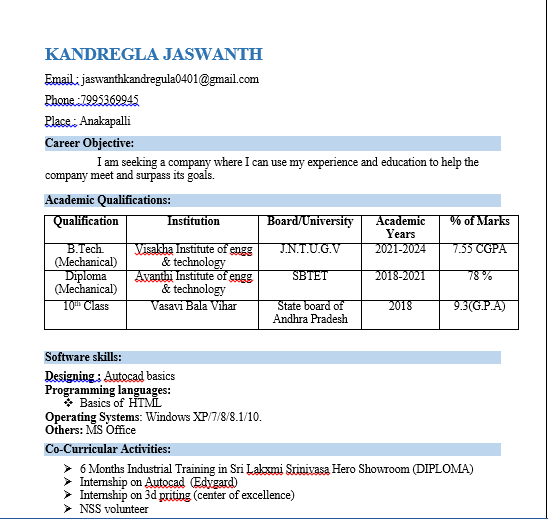 KANDREGLA JASWANTH
Email : jaswanthkandregula0401@gmail.com
Phone :7995369945
Place : Anakapalli
Career Objective:
I am seeking a company where I can use my experience and education to help the
company meet and surpass its goals.
Academic Qualifications:
Qualification Institution Board/University Academic Years % of Marks
B.Tech. (Mechanical) Visakha Institute of engg & technology J.N.T.U.G.V 2021-2024 7.55 CGPA
Diploma (Mechanical) Avanthi Institute of engg & technology SBTET 2018-2021 78 %
10th Class Vasavi Bala Vihar State board of Andhra Pradesh 2018 9.3(G.P.A)
Software skills:
Designing : Autocad basics
Programming languages:
❖ Basics of HTML
Operating Systems: Windows XP/7/8/8.1/10.
Others: MS Office
Co-Curricular Activities:
➤ 6 Months Industrial Training in Sri Lakxmi Srinivasa Hero Showroom (DIPLOMA)
➤ Internship on Autocad (Edygard)
➤ Internship on 3d priting (center of excellence)
➤ NSS volunteer